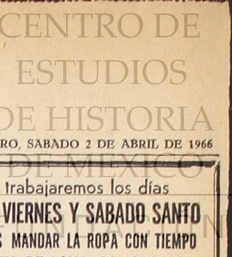 CENTRO DE
ESTUDIOS
DE HISTORIA
RO, SABADO 2 DE ABRIL DE 1966
DE MEXICO
trabajaremos los días
VIERNES Y SABADO SANTO
FUNDACION
S MANDAR LA ROPA CON TIEMPO